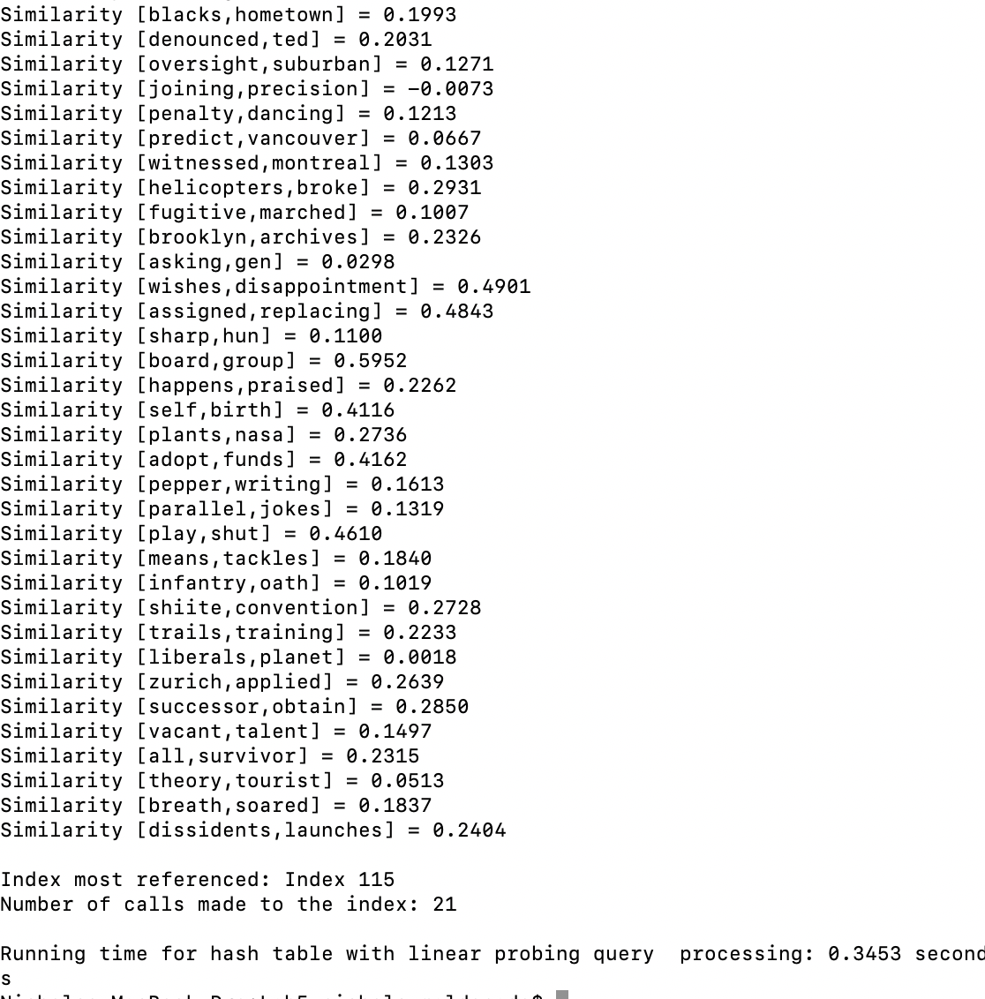 Similarity [blacks,hometown] = 0.1993
Similarity [denounced,ted] = 0.2031
Similarity [oversight,suburban] = 0.1271
Similarity [joining,precision] = -0.0073
Similarity [penalty,dancing] = 0.1213
Similarity [predict,vancouver] = 0.0667
Similarity [witnessed,montreal] = 0.1303
Similarity [helicopters,broke] = 0.2931
Similarity [fugitive,marched] = 0.1007
Similarity [brooklyn,archives] = 0.2326
Similarity [asking,gen] = 0.0298
Similarity [wishes,disappointment] = 0.4901
Similarity [assigned,replacing] = 0.4843
Similarity [sharp,hun] = 0.1100
Similarity [board,group] = 0.5952
Similarity [happens,praised] = 0.2262
Similarity [self,birth] = 0.4116
Similarity [plants,nasa] = 0.2736
Similarity [adopt,funds] = 0.4162
Similarity [pepper,writing] = 0.1613
Similarity [parallel,jokes] = 0.1319
Similarity [play,shut] = 0.4610
Similarity [means,tackles] = 0.1840
Similarity [infantry,oath] = 0.1019
Similarity [shiite,convention] = 0.2728
Similarity [trails,training] = 0.2233
Similarity [liberals,planet] = 0.0018
Similarity [zurich,applied] = 0.2639
Similarity [successor,obtain] = 0.2850
Similarity [vacant,talent] = 0.1497
Similarity [all,survivor] = 0.2315
Similarity [theory,tourist] = 0.0513
Similarity [breath,soared] = 0.1837
Similarity [dissidents,launches] = 0.2404
Index most referenced: Index 115
Number of calls made to the index: 21
Running time for hash table with linear probing query  processing: 0.3453 second
s